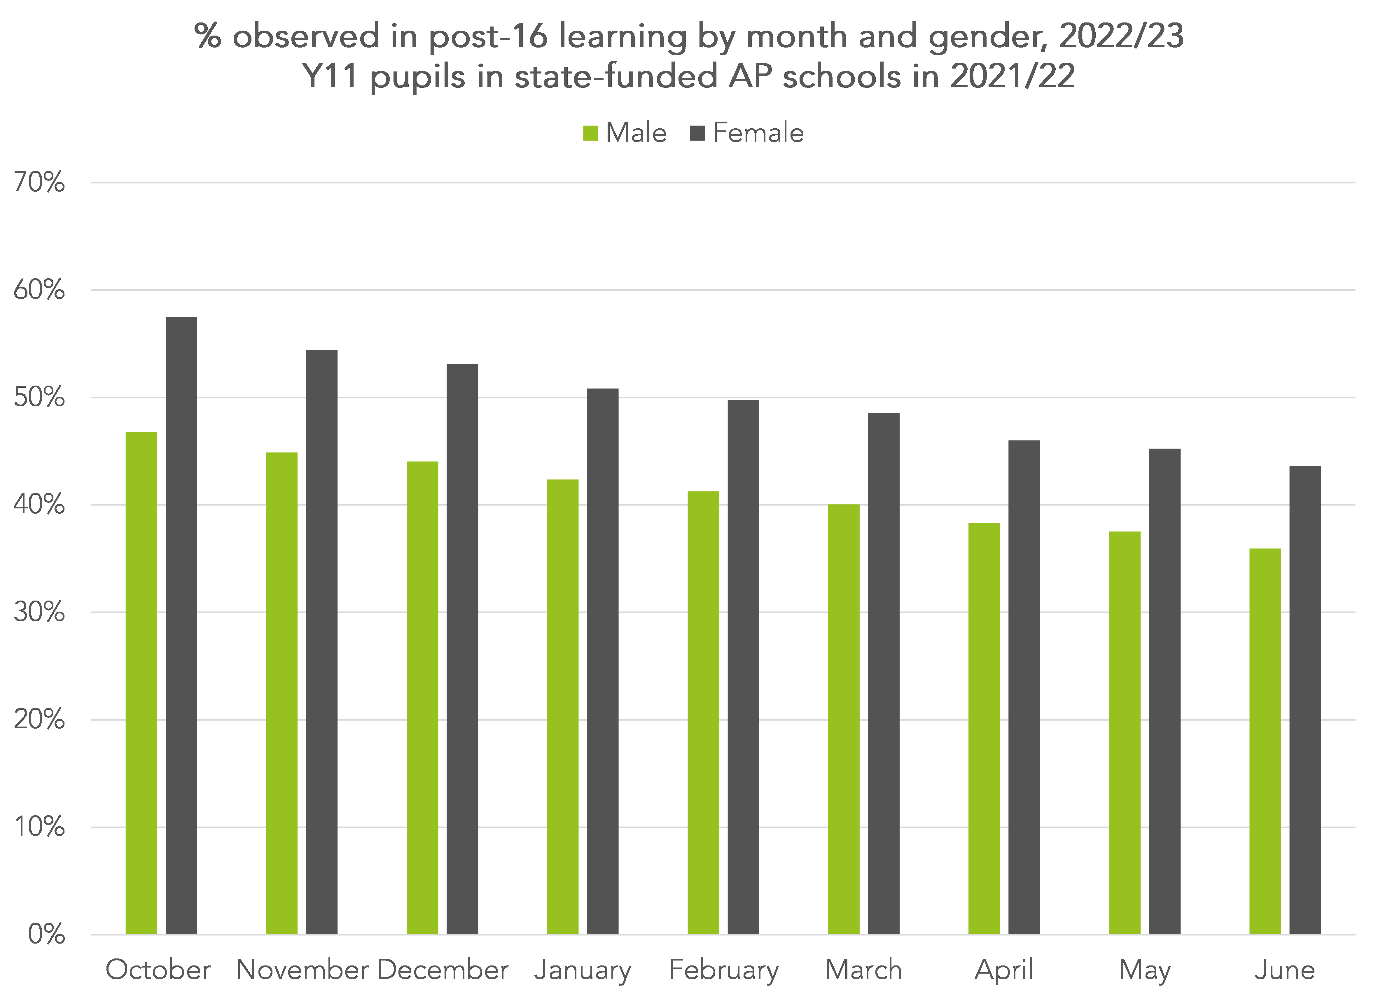 % observed in post-16 learning by month and gender, 2022/23
Y11 pupils in state-funded AP schools in 2021/22
Male Female
70%
60%
50%
40%
30%
20%
10%
0%
October November December January February March April May June